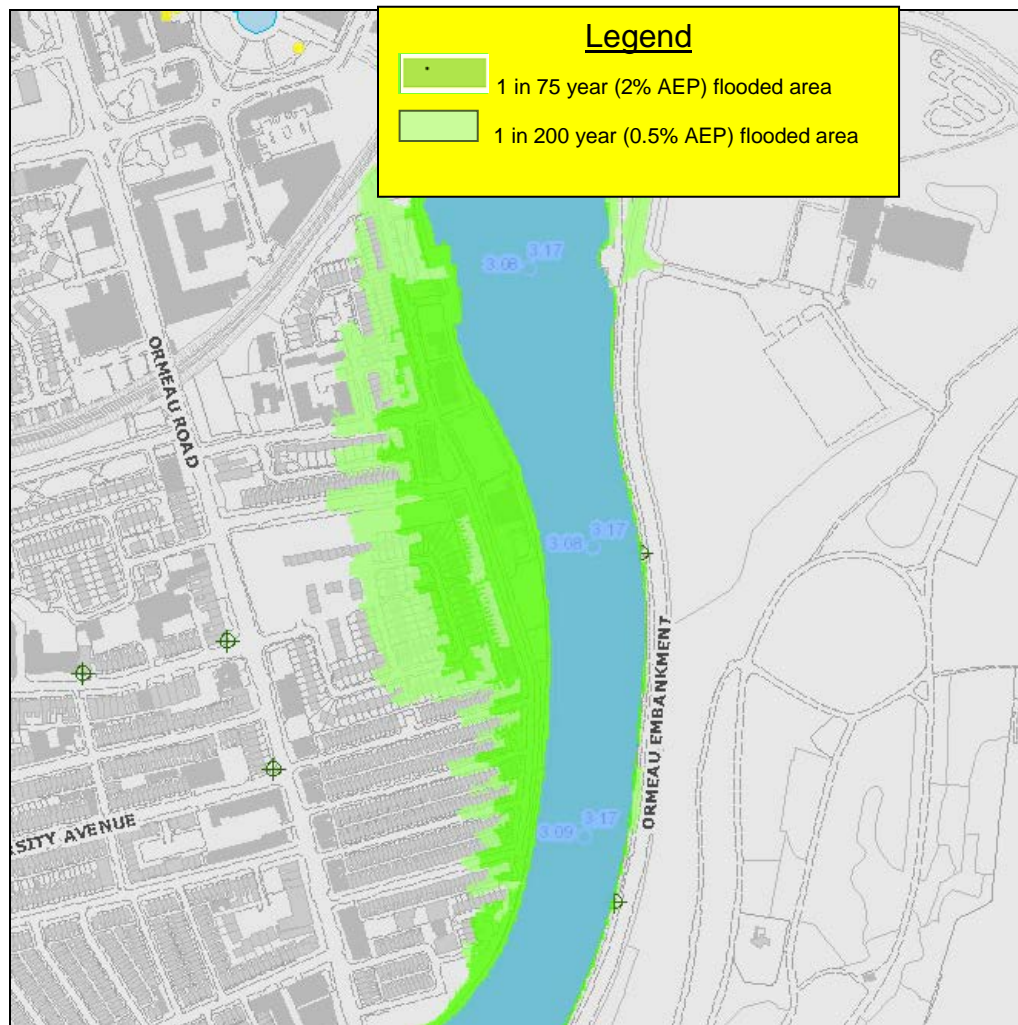 Legend
1 in 75 year (2% AEP) flooded area
1 in 200 year (0.5% AEP) flooded area
3.08 3.17
ORMEAU ROAD
3.08 3.17
ORMEAU EMBANKMENT
3.09 3.17
RSITY AVENUE